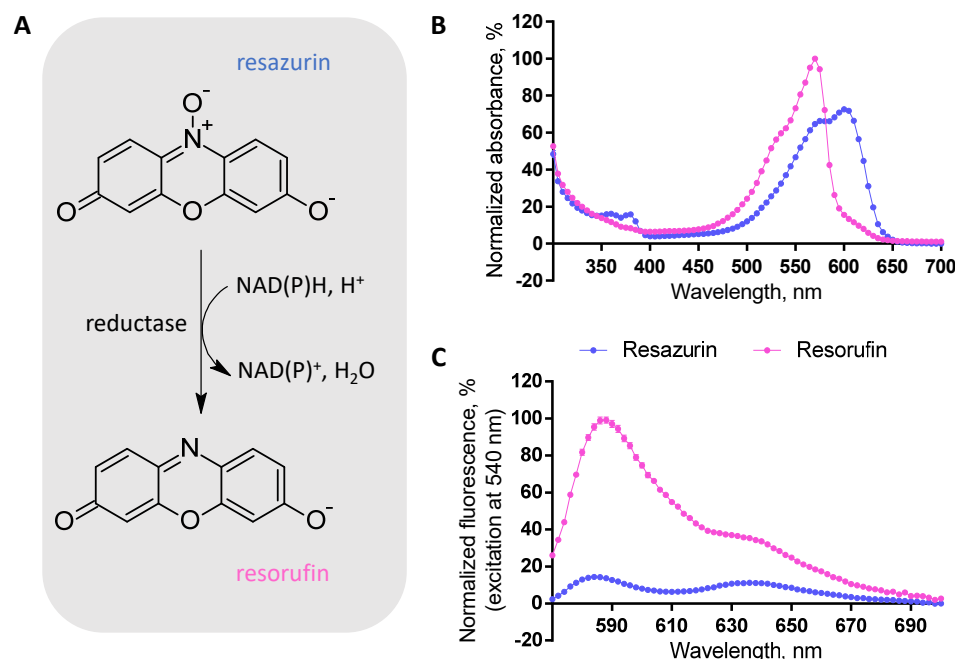 A
resazurin
O⁻
N⁺
O
O
O⁻
NAD(P)H, H⁺
reductase
NAD(P)⁺, H₂O
N
O
O
O⁻
resorufin
B
Normalized absorbance, %
120
100
80
60
40
20
0
-20
350 400 450 500 550 600 650 700
Wavelength, nm
Resazurin Resorufin
C
Normalized fluorescence, %
(excitation at 540 nm)
120
100
80
60
40
20
0
-20
590 610 630 650 670 690
Wavelength, nm